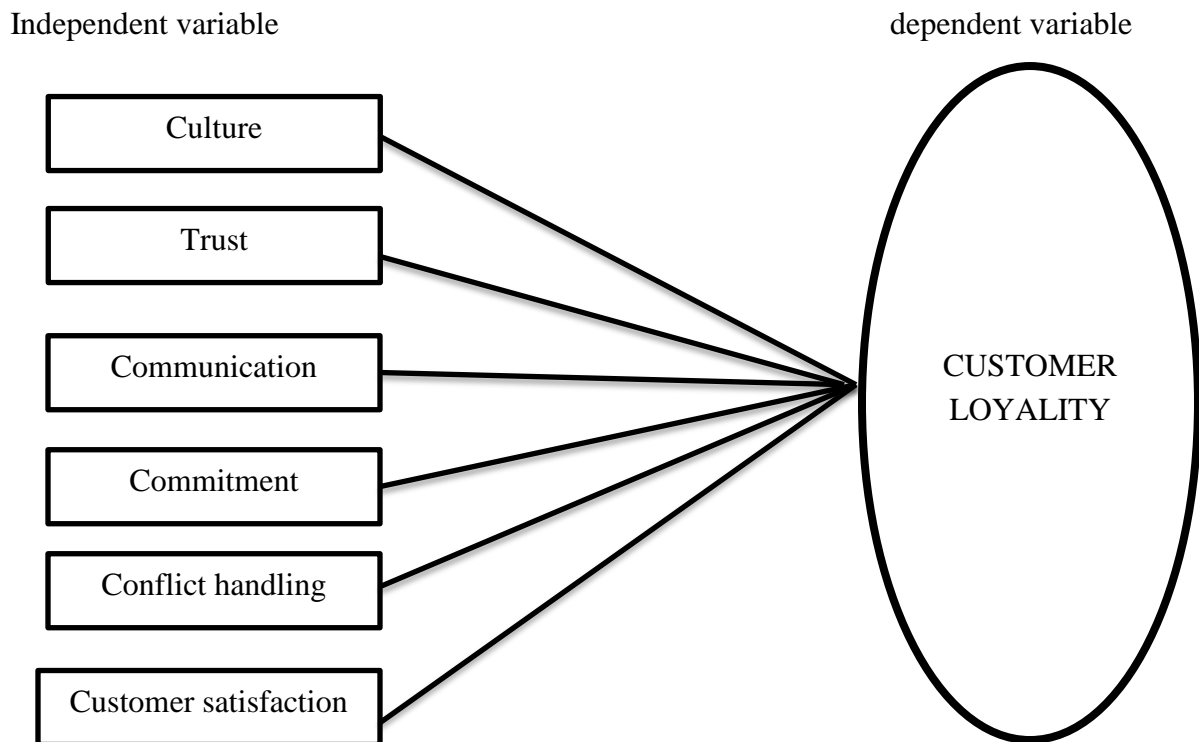 Independent variable
dependent variable
Culture
Trust
Communication
Commitment
Conflict handling
Customer satisfaction
CUSTOMER
LOYALITY